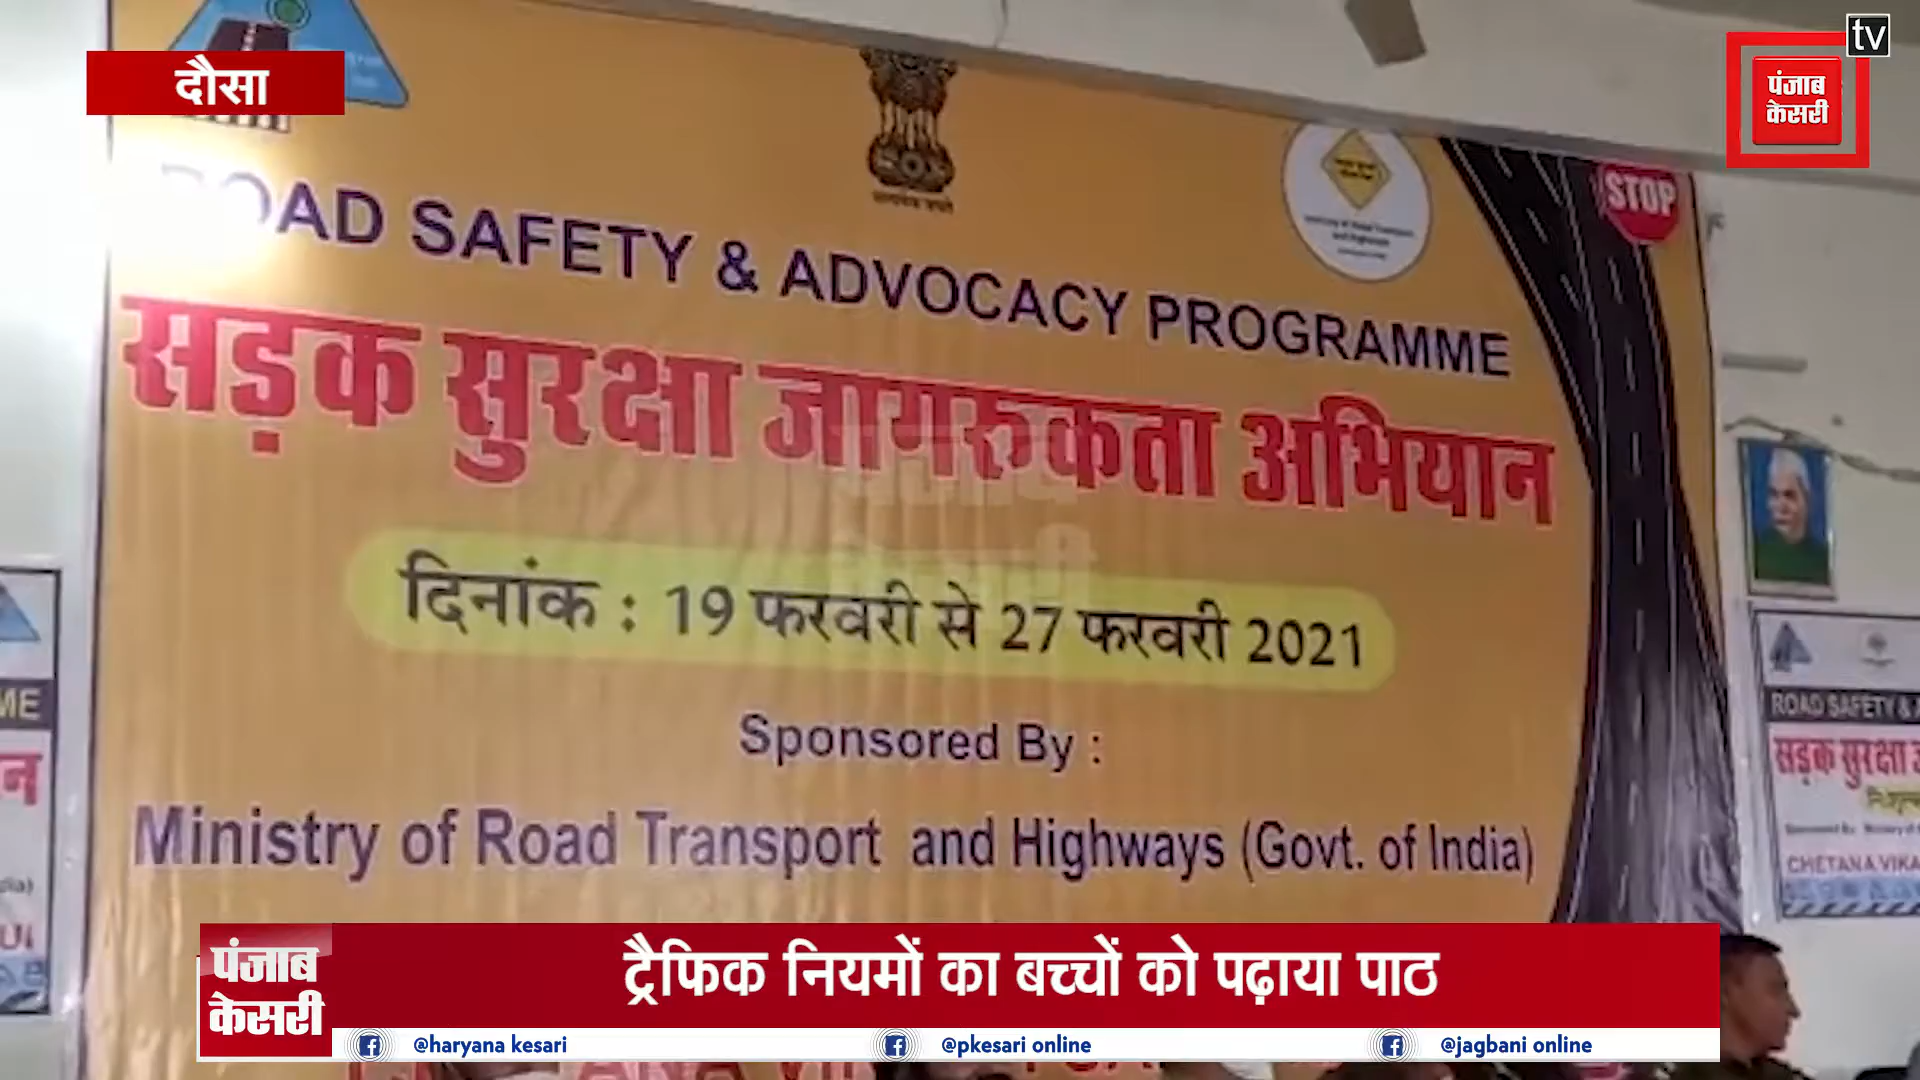 tv
पंजाब
केसरी
दौसा
STOP
ROAD SAFETY & ADVOCACY PROGRAMME
सड़क सुरक्षा जागरुकता अभियान
दिनांक : 19 फरवरी से 27 फरवरी 2021
Sponsored By :
Ministry of Road Transport and Highways (Govt. of India)
ROAD SAFETY &
सड़क सुरक्षा
CHETANA
ME
न
पंजाब
केसरी
ट्रैफिक नियमों का बच्चों को पढ़ाया पाठ
@haryana kesari
@pkesari online
@jagbani online